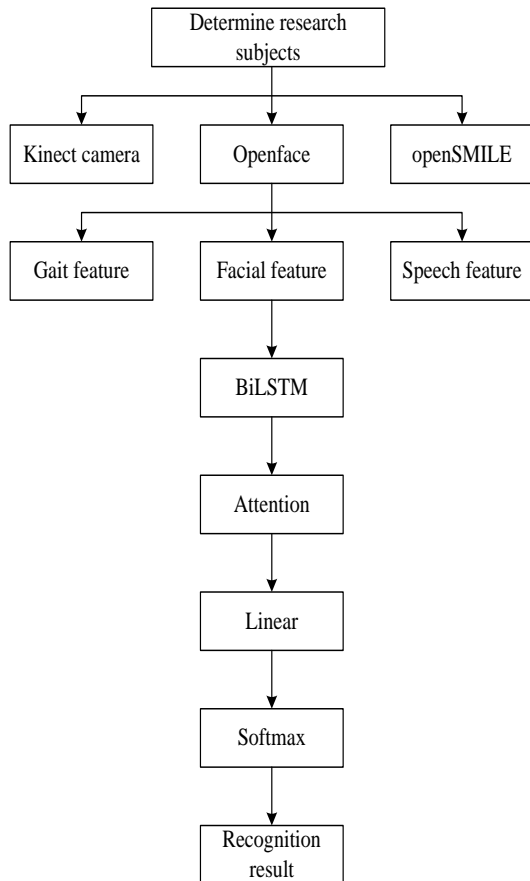 Determine research
subjects
Kinect camera
Openface
openSMILE
Gait feature
Facial feature
Speech feature
BiLSTM
Attention
Linear
Softmax
Recognition
result